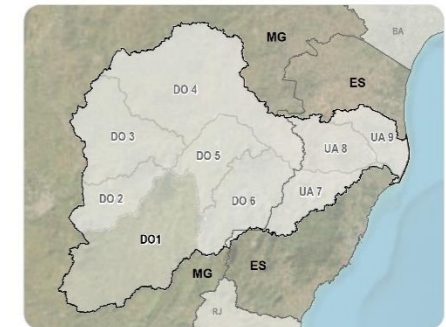 BA
MG
ES
DO 4
DO 3
DO 5
UA 8
UA 9
DO 2
DO 6
UA 7
DO1
MG
ES
RJ